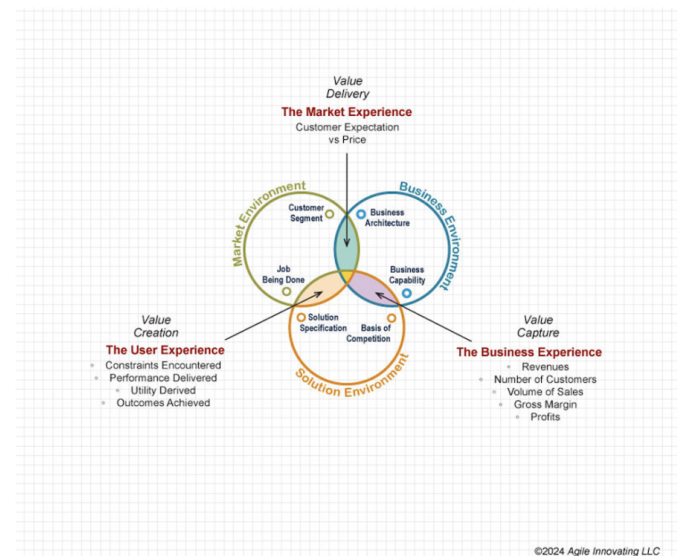 Value
Delivery
The Market Experience
Customer Expectation
vs Price
Market Environment
Business Environment
Customer
Segment
Business
Architecture
Job
Being Done
Business
Capability
Solution
Specification
Basis of
Competition
Solution Environment
Value
Creation
The User Experience
Constraints Encountered
Performance Delivered
Utility Derived
Outcomes Achieved
Value
Capture
The Business Experience
Revenues
Number of Customers
Volume of Sales
Gross Margin
Profits
©2024 Agile Innovating LLC